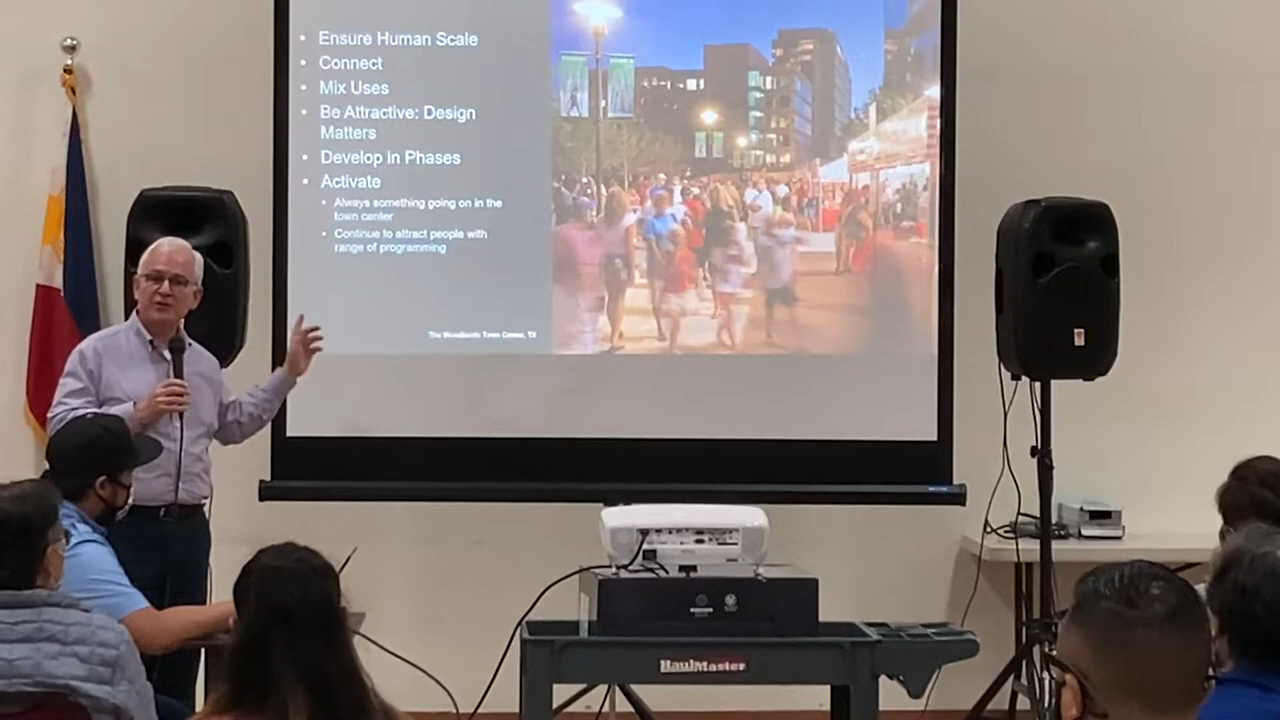 • Ensure Human Scale
• Connect
• Mix Uses
• Be Attractive: Design
Matters
• Develop in Phases
• Activate
• Always something going on in the
town center
• Continue to attract people with
range of programming
The Woodlands Town Center, TX
HaulMaster